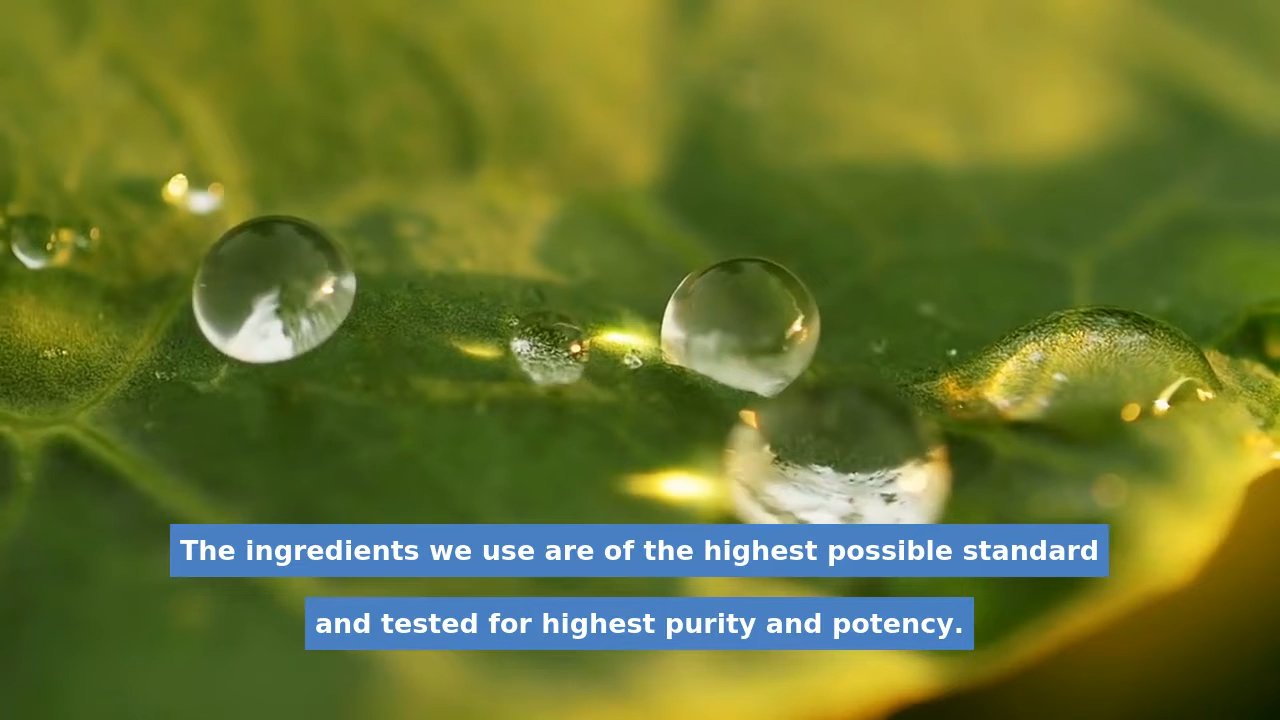 The ingredients we use are of the highest possible standard
and tested for highest purity and potency.